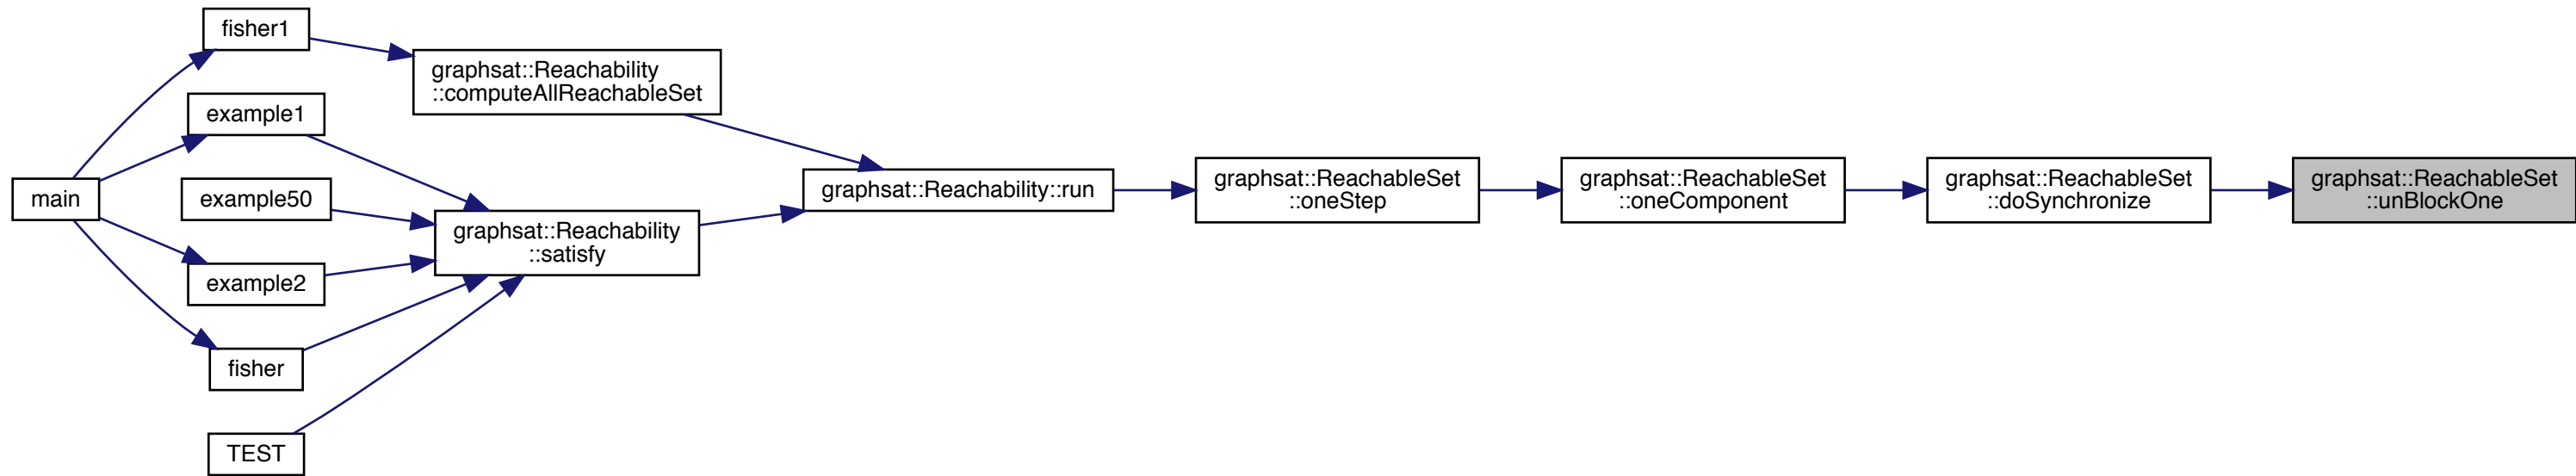 fisher1
graphsat::Reachability
::computeAllReachableSet
example1
main
example50
graphsat::Reachability
::satisfy
example2
fisher
TEST
graphsat::Reachability::run
graphsat::ReachableSet
::oneStep
graphsat::ReachableSet
::oneComponent
graphsat::ReachableSet
::doSynchronize
graphsat::ReachableSet
::unBlockOne